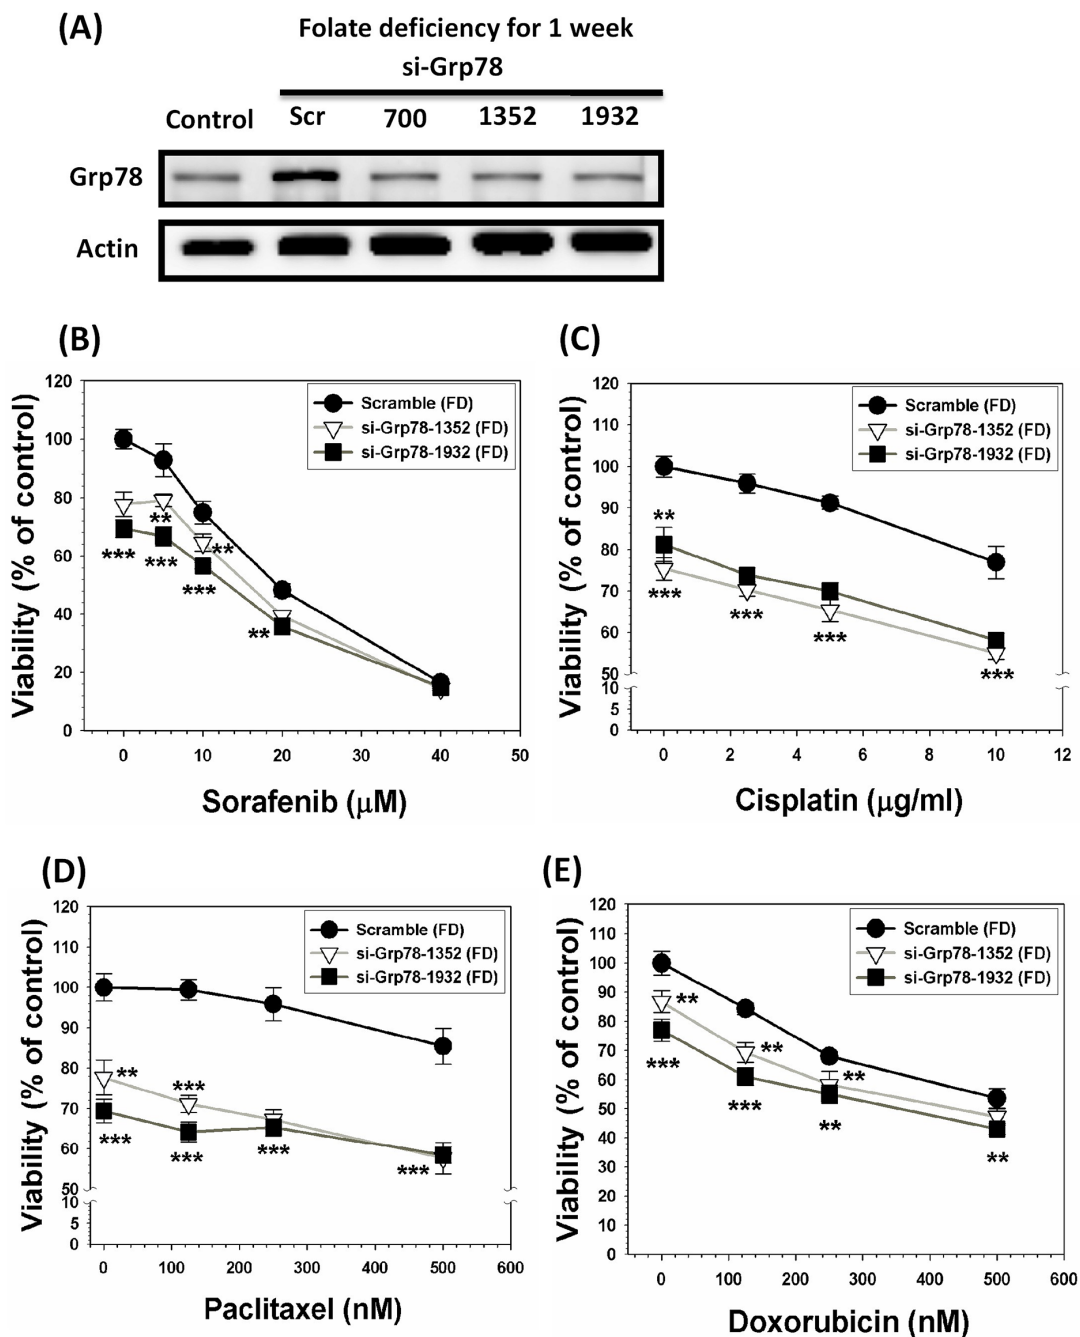 (A)
Folate deficiency for 1 week
si-Grp78
Control Scr 700 1352 1932
Grp78
Actin
(B)
Viability (% of control)
120
100
80
60
40
20
0
Scramble (FD)
si-Grp78-1352 (FD)
si-Grp78-1932 (FD)
**
**
***
***
***
**
0 10 20 30 40 50
Sorafenib (μM)
(C)
Viability (% of control)
120
110
100
90
80
70
60
50
10
5
0
Scramble (FD)
si-Grp78-1352 (FD)
si-Grp78-1932 (FD)
**
***
***
***
***
0 2 4 6 8 10 12
Cisplatin (μg/ml)
(D)
Viability (% of control)
120
110
100
90
80
70
60
50
10
5
0
Scramble (FD)
si-Grp78-1352 (FD)
si-Grp78-1932 (FD)
**
***
***
***
***
***
0 100 200 300 400 500 600
Paclitaxel (nM)
(E)
Viability (% of control)
120
110
100
90
80
70
60
50
40
30
20
10
0
Scramble (FD)
si-Grp78-1352 (FD)
si-Grp78-1932 (FD)
**
**
**
***
***
**
**
0 100 200 300 400 500 600
Doxorubicin (nM)